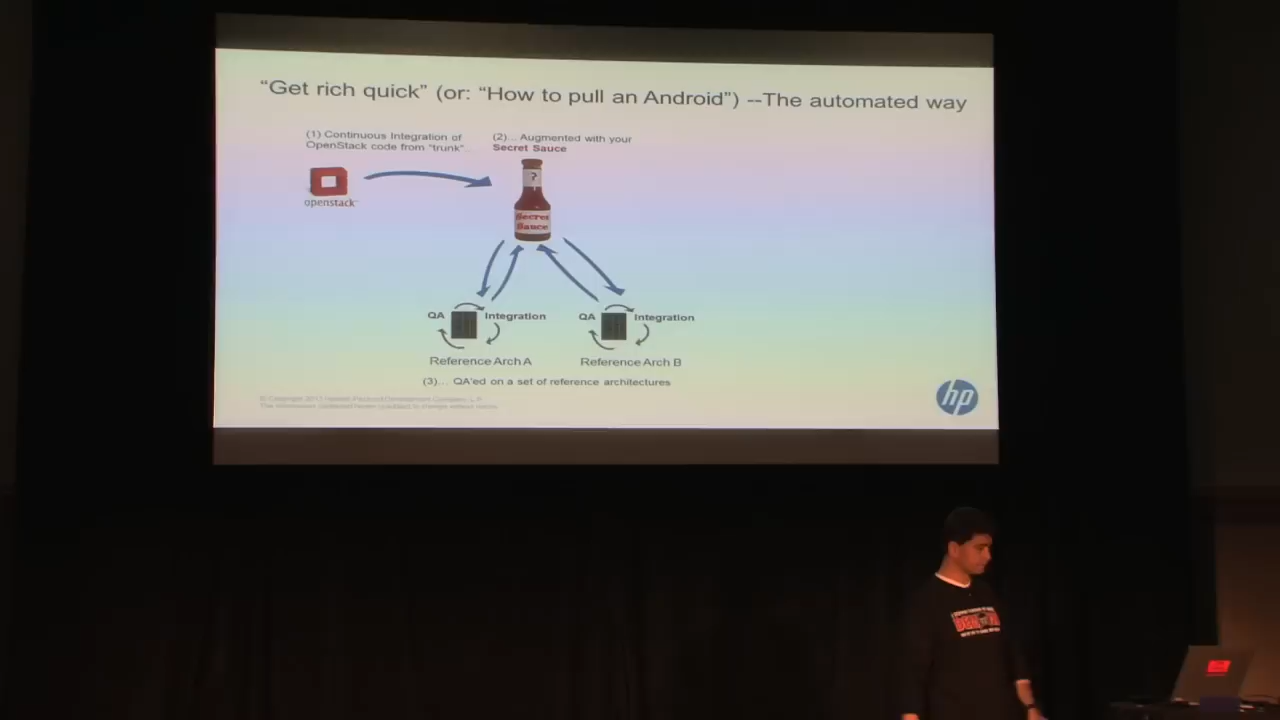 “Get rich quick” (or: “How to pull an Android”) --The automated way
(1) Continuous Integration of
OpenStack code from “trunk”...
(2)... Augmented with your
Secret Sauce
openstack™
?
Secret
Sauce
QA
Integration
QA
Integration
Reference Arch A
Reference Arch B
(3)... QA'ed on a set of reference architectures
hp